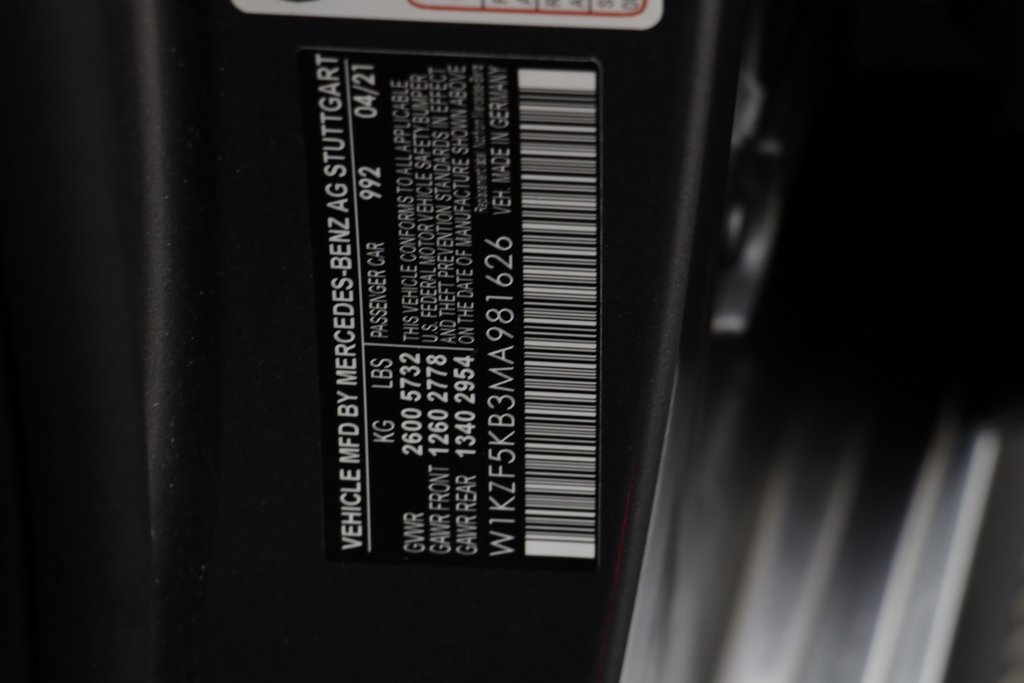 VEHICLE MFD BY MERCEDES-BENZ AG STUTTGART
KG LBS PASSENGER CAR 992 04/21
GVWR 2600 5732 THIS VEHICLE CONFORMS TO ALL APPLICABLE
GAWR FRONT 1260 2778 U.S. FEDERAL MOTOR VEHICLE SAFETY BUMPER
GAWR REAR 1340 2954 AND THEFT PREVENTION STANDARDS IN EFFECT
ON THE DATE OF MANUFACTURE SHOWN ABOVE
W1KZF5KB3MA981626 VEH. MADE IN GERMANY